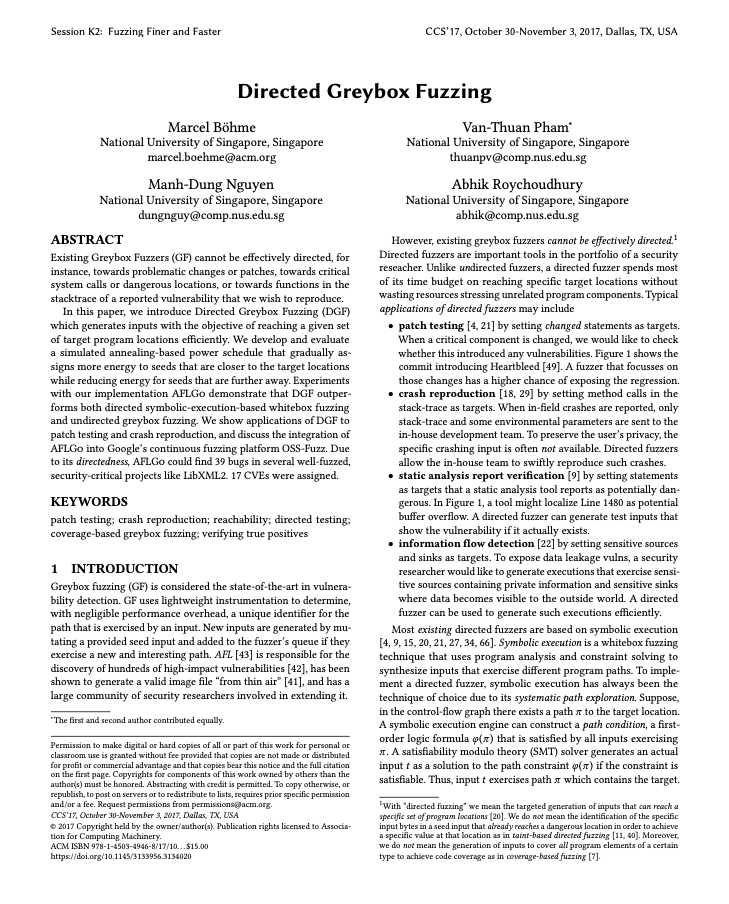 Session K2: Fuzzing Finer and Faster
CCS'17, October 30-November 3, 2017, Dallas, TX, USA
Directed Greybox Fuzzing
Marcel Böhme
National University of Singapore, Singapore
marcel.boehme@acm.org
Van-Thuan Pham*
National University of Singapore, Singapore
thuanpv@comp.nus.edu.sg
Manh-Dung Nguyen
National University of Singapore, Singapore
dungnguy@comp.nus.edu.sg
Abhik Roychoudhury
National University of Singapore, Singapore
abhik@comp.nus.edu.sg
ABSTRACT
Existing Greybox Fuzzers (GF) cannot be effectively directed, for
instance, towards problematic changes or patches, towards critical
system calls or dangerous locations, or towards functions in the
stacktrace of a reported vulnerability that we wish to reproduce.
In this paper, we introduce Directed Greybox Fuzzing (DGF)
which generates inputs with the objective of reaching a given set
of target program locations efficiently. We develop and evaluate
a simulated annealing-based power schedule that gradually as-
signs more energy to seeds that are closer to the target locations
while reducing energy for seeds that are further away. Experiments
with our implementation AFLGo demonstrate that DGF outper-
forms both directed symbolic-execution-based whitebox fuzzing
and undirected greybox fuzzing. We show applications of DGF to
patch testing and crash reproduction, and discuss the integration of
AFLGo into Google's continuous fuzzing platform OSS-Fuzz. Due
to its directedness, AFLGo could find 39 bugs in several well-fuzzed,
security-critical projects like LibXML2. 17 CVEs were assigned.
KEYWORDS
patch testing; crash reproduction; reachability; directed testing;
coverage-based greybox fuzzing; verifying true positives
1 INTRODUCTION
Greybox fuzzing (GF) is considered the state-of-the-art in vulnera-
bility detection. GF uses lightweight instrumentation to determine,
with negligible performance overhead, a unique identifier for the
path that is exercised by an input. New inputs are generated by mu-
tating a provided seed input and added to the fuzzer's queue if they
exercise a new and interesting path. AFL [43] is responsible for the
discovery of hundreds of high-impact vulnerabilities [42], has been
shown to generate a valid image file "from thin air" [41], and has a
large community of security researchers involved in extending it.
*The first and second author contributed equally.
Permission to make digital or hard copies of all or part of this work for personal or
classroom use is granted without fee provided that copies are not made or distributed
for profit or commercial advantage and that copies bear this notice and the full citation
on the first page. Copyrights for components of this work owned by others than the
author(s) must be honored. Abstracting with credit is permitted. To copy otherwise, or
republish, to post on servers or to redistribute to lists, requires prior specific permission
and/or a fee. Request permissions from permissions@acm.org.
CCS'17, October 30-November 3, 2017, Dallas, TX, USA
© 2017 Copyright held by the owner/author(s). Publication rights licensed to Associa-
tion for Computing Machinery.
ACM ISBN 978-1-4503-4946-8/17/10...$15.00
https://doi.org/10.1145/3133956.3134020
However, existing greybox fuzzers cannot be effectively directed.1
Directed fuzzers are important tools in the portfolio of a security
reseacher. Unlike undirected fuzzers, a directed fuzzer spends most
of its time budget on reaching specific target locations without
wasting resources stressing unrelated program components. Typical
applications of directed fuzzers may include
• patch testing [4, 21] by setting changed statements as targets.
When a critical component is changed, we would like to check
whether this introduced any vulnerabilities. Figure 1 shows the
commit introducing Heartbleed [49]. A fuzzer that focusses on
those changes has a higher chance of exposing the regression.
• crash reproduction [18, 29] by setting method calls in the
stack-trace as targets. When in-field crashes are reported, only
stack-trace and some environmental parameters are sent to the
in-house development team. To preserve the user's privacy, the
specific crashing input is often not available. Directed fuzzers
allow the in-house team to swiftly reproduce such crashes.
• static analysis report verification [9] by setting statements
as targets that a static analysis tool reports as potentially dan-
gerous. In Figure 1, a tool might localize Line 1480 as potential
buffer overflow. A directed fuzzer can generate test inputs that
show the vulnerability if it actually exists.
• information flow detection [22] by setting sensitive sources
and sinks as targets. To expose data leakage vulns, a security
researcher would like to generate executions that exercise sensi-
tive sources containing private information and sensitive sinks
where data becomes visible to the outside world. A directed
fuzzer can be used to generate such executions efficiently.
Most existing directed fuzzers are based on symbolic execution
[4, 9, 15, 20, 21, 27, 34, 66]. Symbolic execution is a whitebox fuzzing
technique that uses program analysis and constraint solving to
synthesize inputs that exercise different program paths. To imple-
ment a directed fuzzer, symbolic execution has always been the
technique of choice due to its systematic path exploration. Suppose,
in the control-flow graph there exists a path π to the target location.
A symbolic execution engine can construct a path condition, a first-
order logic formula φ(π) that is satisfied by all inputs exercising
π. A satisfiability modulo theory (SMT) solver generates an actual
input t as a solution to the path constraint φ(π) if the constraint is
satisfiable. Thus, input t exercises path π which contains the target.
1With "directed fuzzing" we mean the targeted generation of inputs that can reach a
specific set of program locations [20]. We do not mean the identification of the specific
input bytes in a seed input that already reaches a dangerous location in order to achieve
a specific value at that location as in taint-based directed fuzzing [11, 40]. Moreover,
we do not mean the generation of inputs to cover all program elements of a certain
type to achieve code coverage as in coverage-based fuzzing [7].